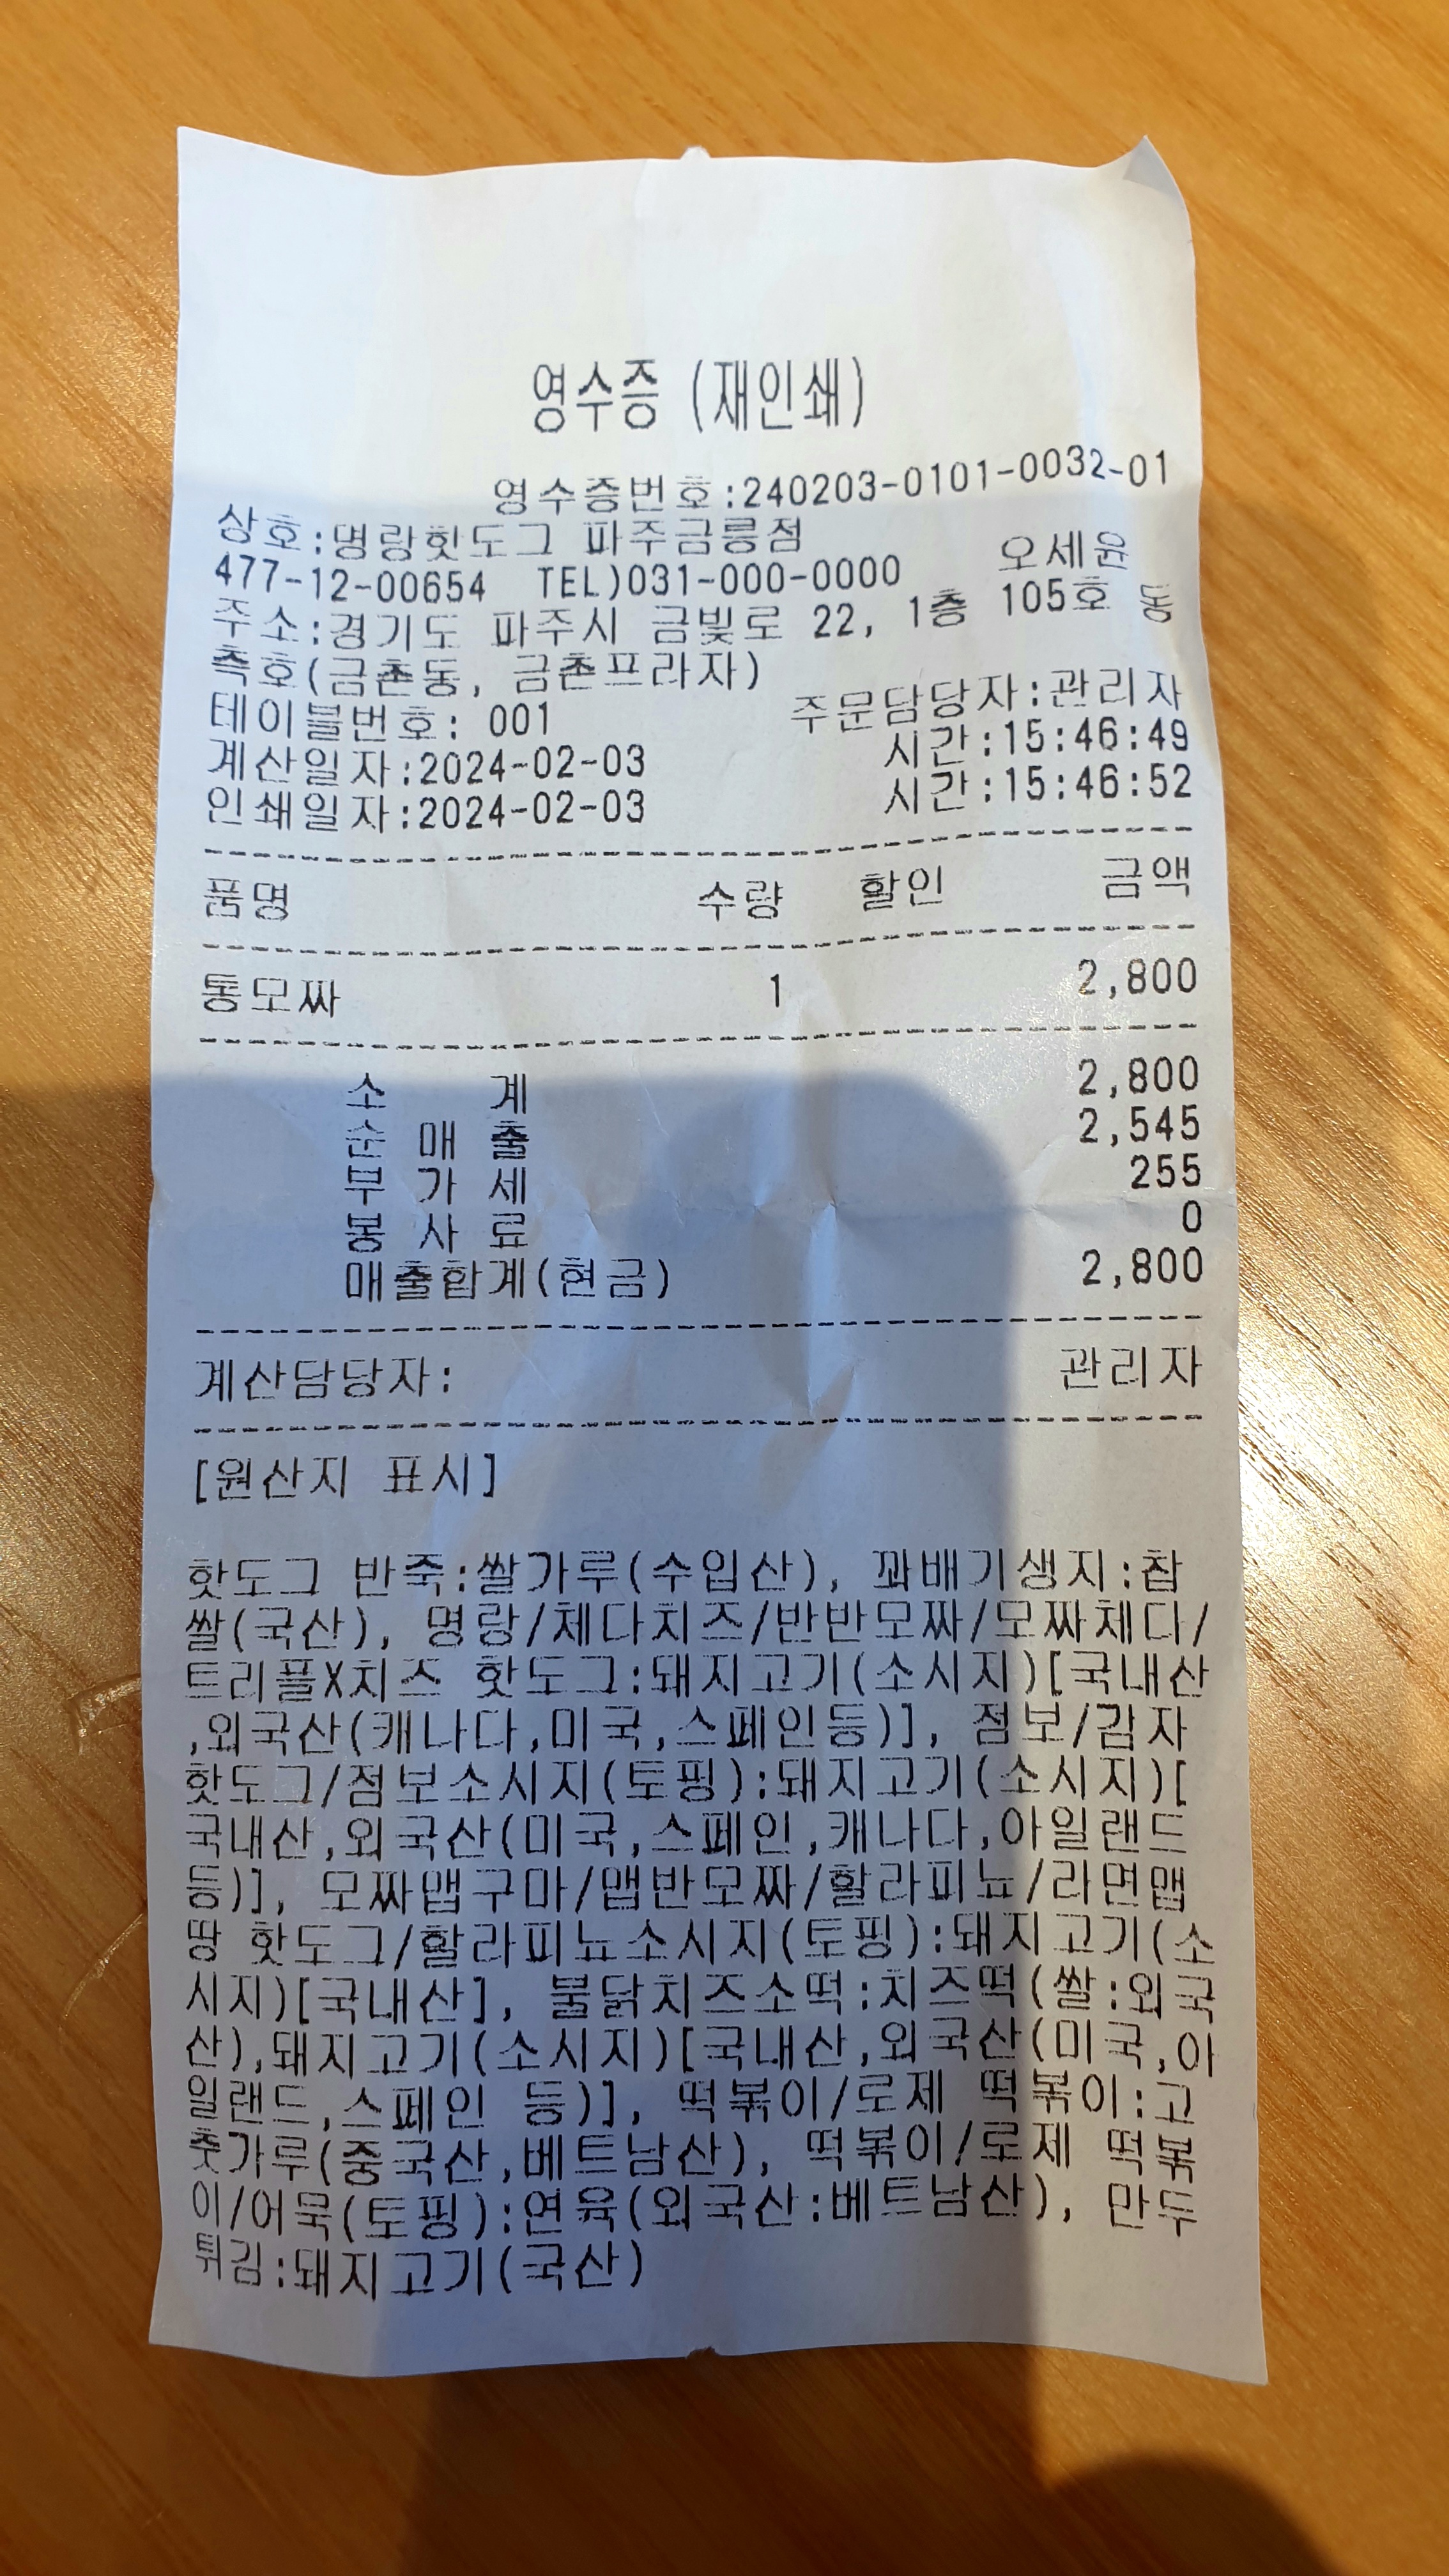 영수증 (재인쇄)
영수증번호:240203-0101-0032-01
상호:명랑핫도그 파주금릉점 오세윤
477-12-00654 TEL)031-000-0000
주소:경기도 파주시 금빛로 22, 1층 105호 동
측호(금촌동, 금촌프라자)
테이블번호: 001 주문담당자:관리자
계산일자:2024-02-03 시간:15:46:49
인쇄일자:2024-02-03 시간:15:46:52
품명 수량 할인 금액
통모짜 1 2,800
소 계 2,800
순 매 출 2,545
부 가 세 255
봉 사 료 0
매출합계(현금) 2,800
계산담당자: 관리자
[원산지 표시]
핫도그 반죽:쌀가루(수입산), 꽈배기생지:찹
쌀(국산), 명랑/체다치즈/반반모짜/모짜체다/
트리플X치즈 핫도그:돼지고기(소시지)[국내산
,외국산(캐나다,미국,스페인등)], 점보/감자
핫도그/점보소시지(토핑):돼지고기(소시지)[
국내산,외국산(미국,스페인,캐나다,아일랜드
등)], 모짜맵구마/맵반모짜/할라피뇨/라면맵
땅 핫도그/할라피뇨소시지(토핑):돼지고기(소
시지)[국내산], 불닭치즈소떡:치즈떡(쌀:외국
산),돼지고기(소시지)[국내산,외국산(미국,아
일랜드,스페인 등)], 떡볶이/로제 떡볶이:고
춧가루(중국산,베트남산), 떡볶이/로제 떡볶
이/어묵(토핑):연육(외국산:베트남산), 만두
튀김:돼지고기(국산)